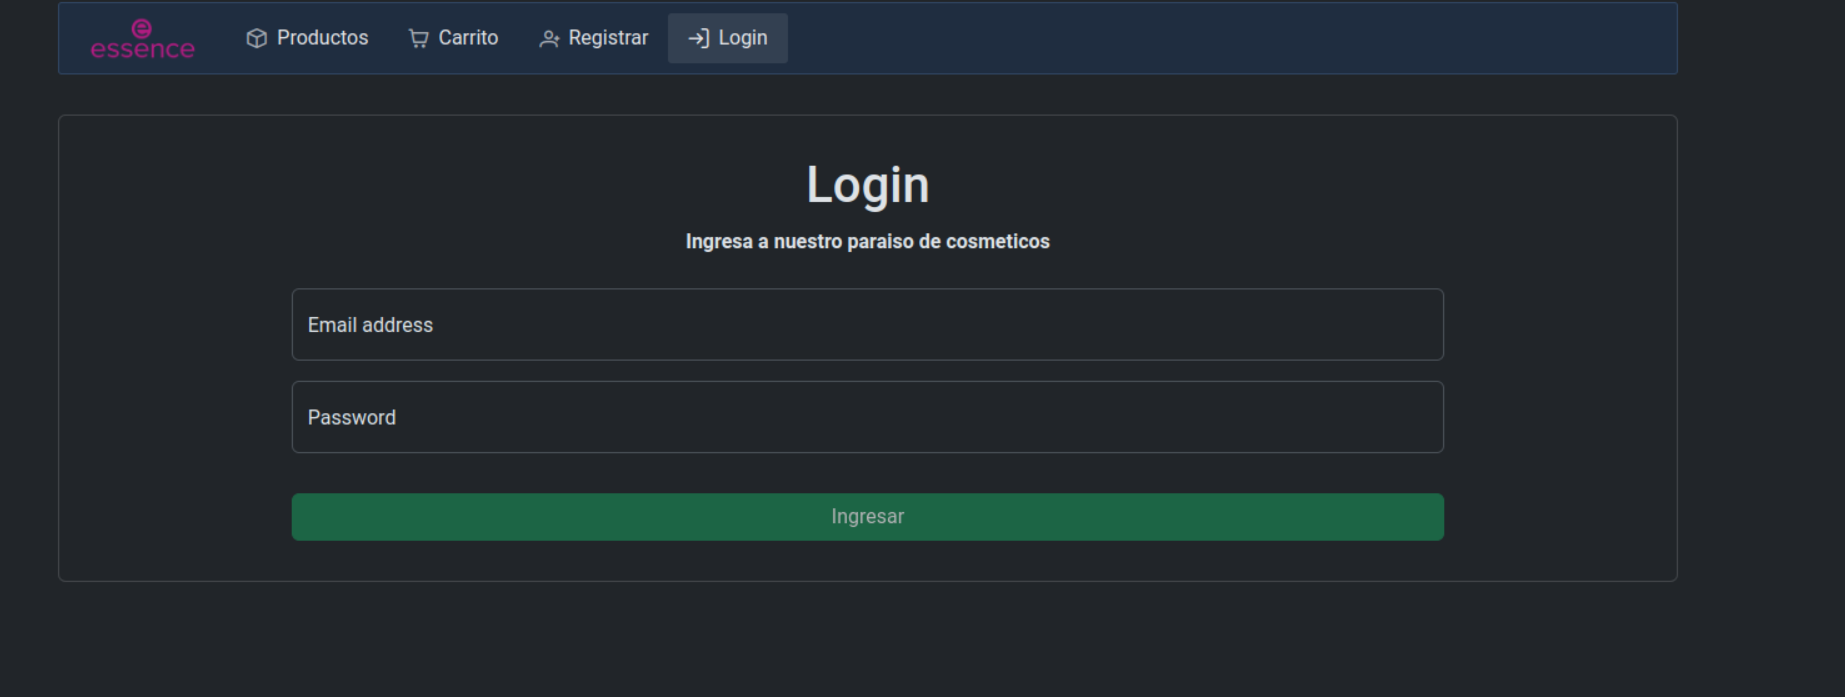 e
essence
Productos
Carrito
Registrar
Login
Login
Ingresa a nuestro paraiso de cosmeticos
Email address
Password
Ingresar